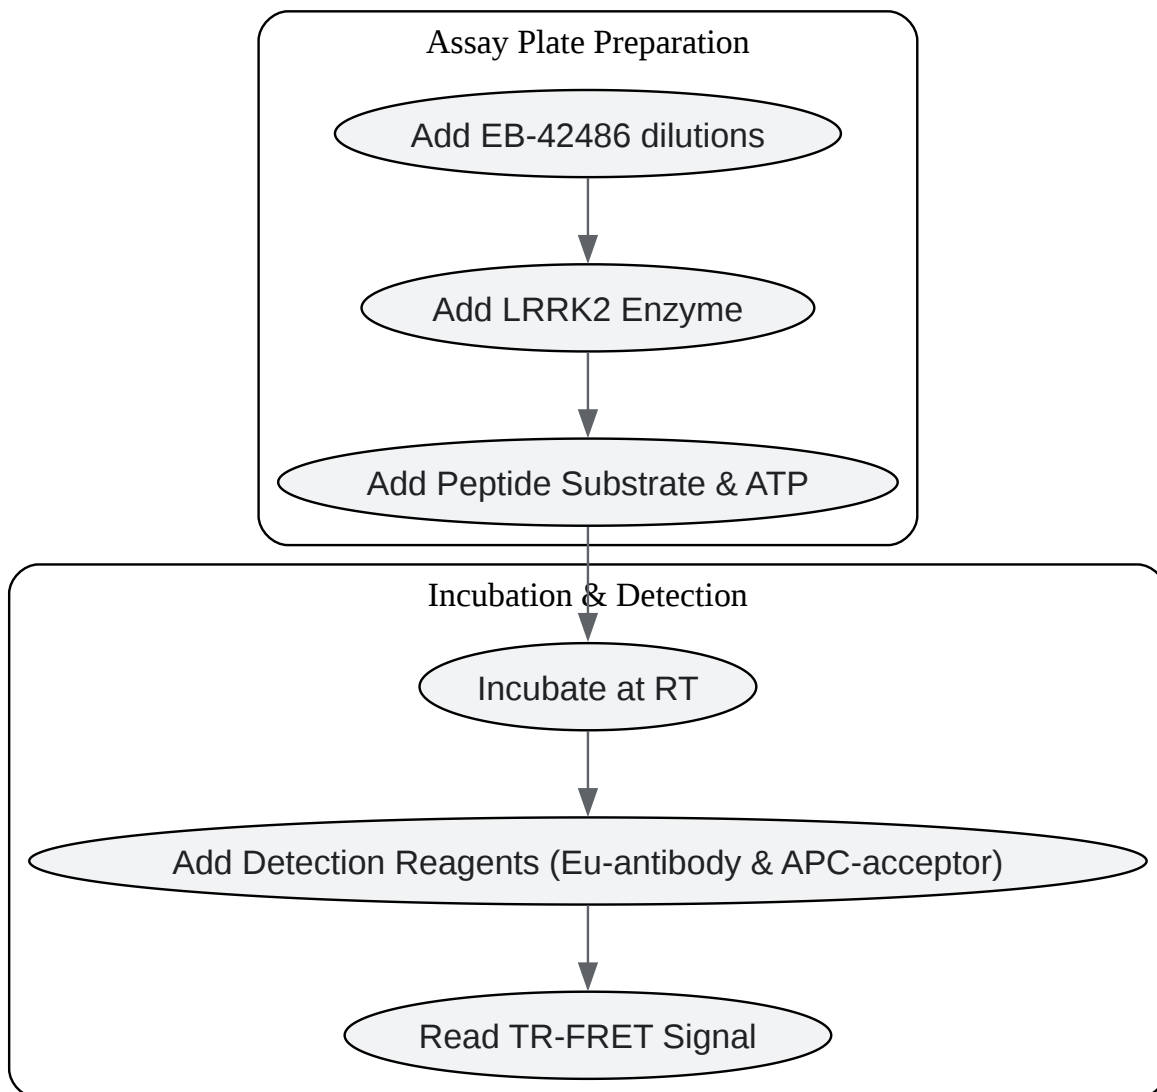 Assay Plate Preparation
Add EB-42486 dilutions
Add LRRK2 Enzyme
Add Peptide Substrate & ATP
Incubation & Detection
Incubate at RT
Add Detection Reagents (Eu-antibody & APC-acceptor)
Read TR-FRET Signal